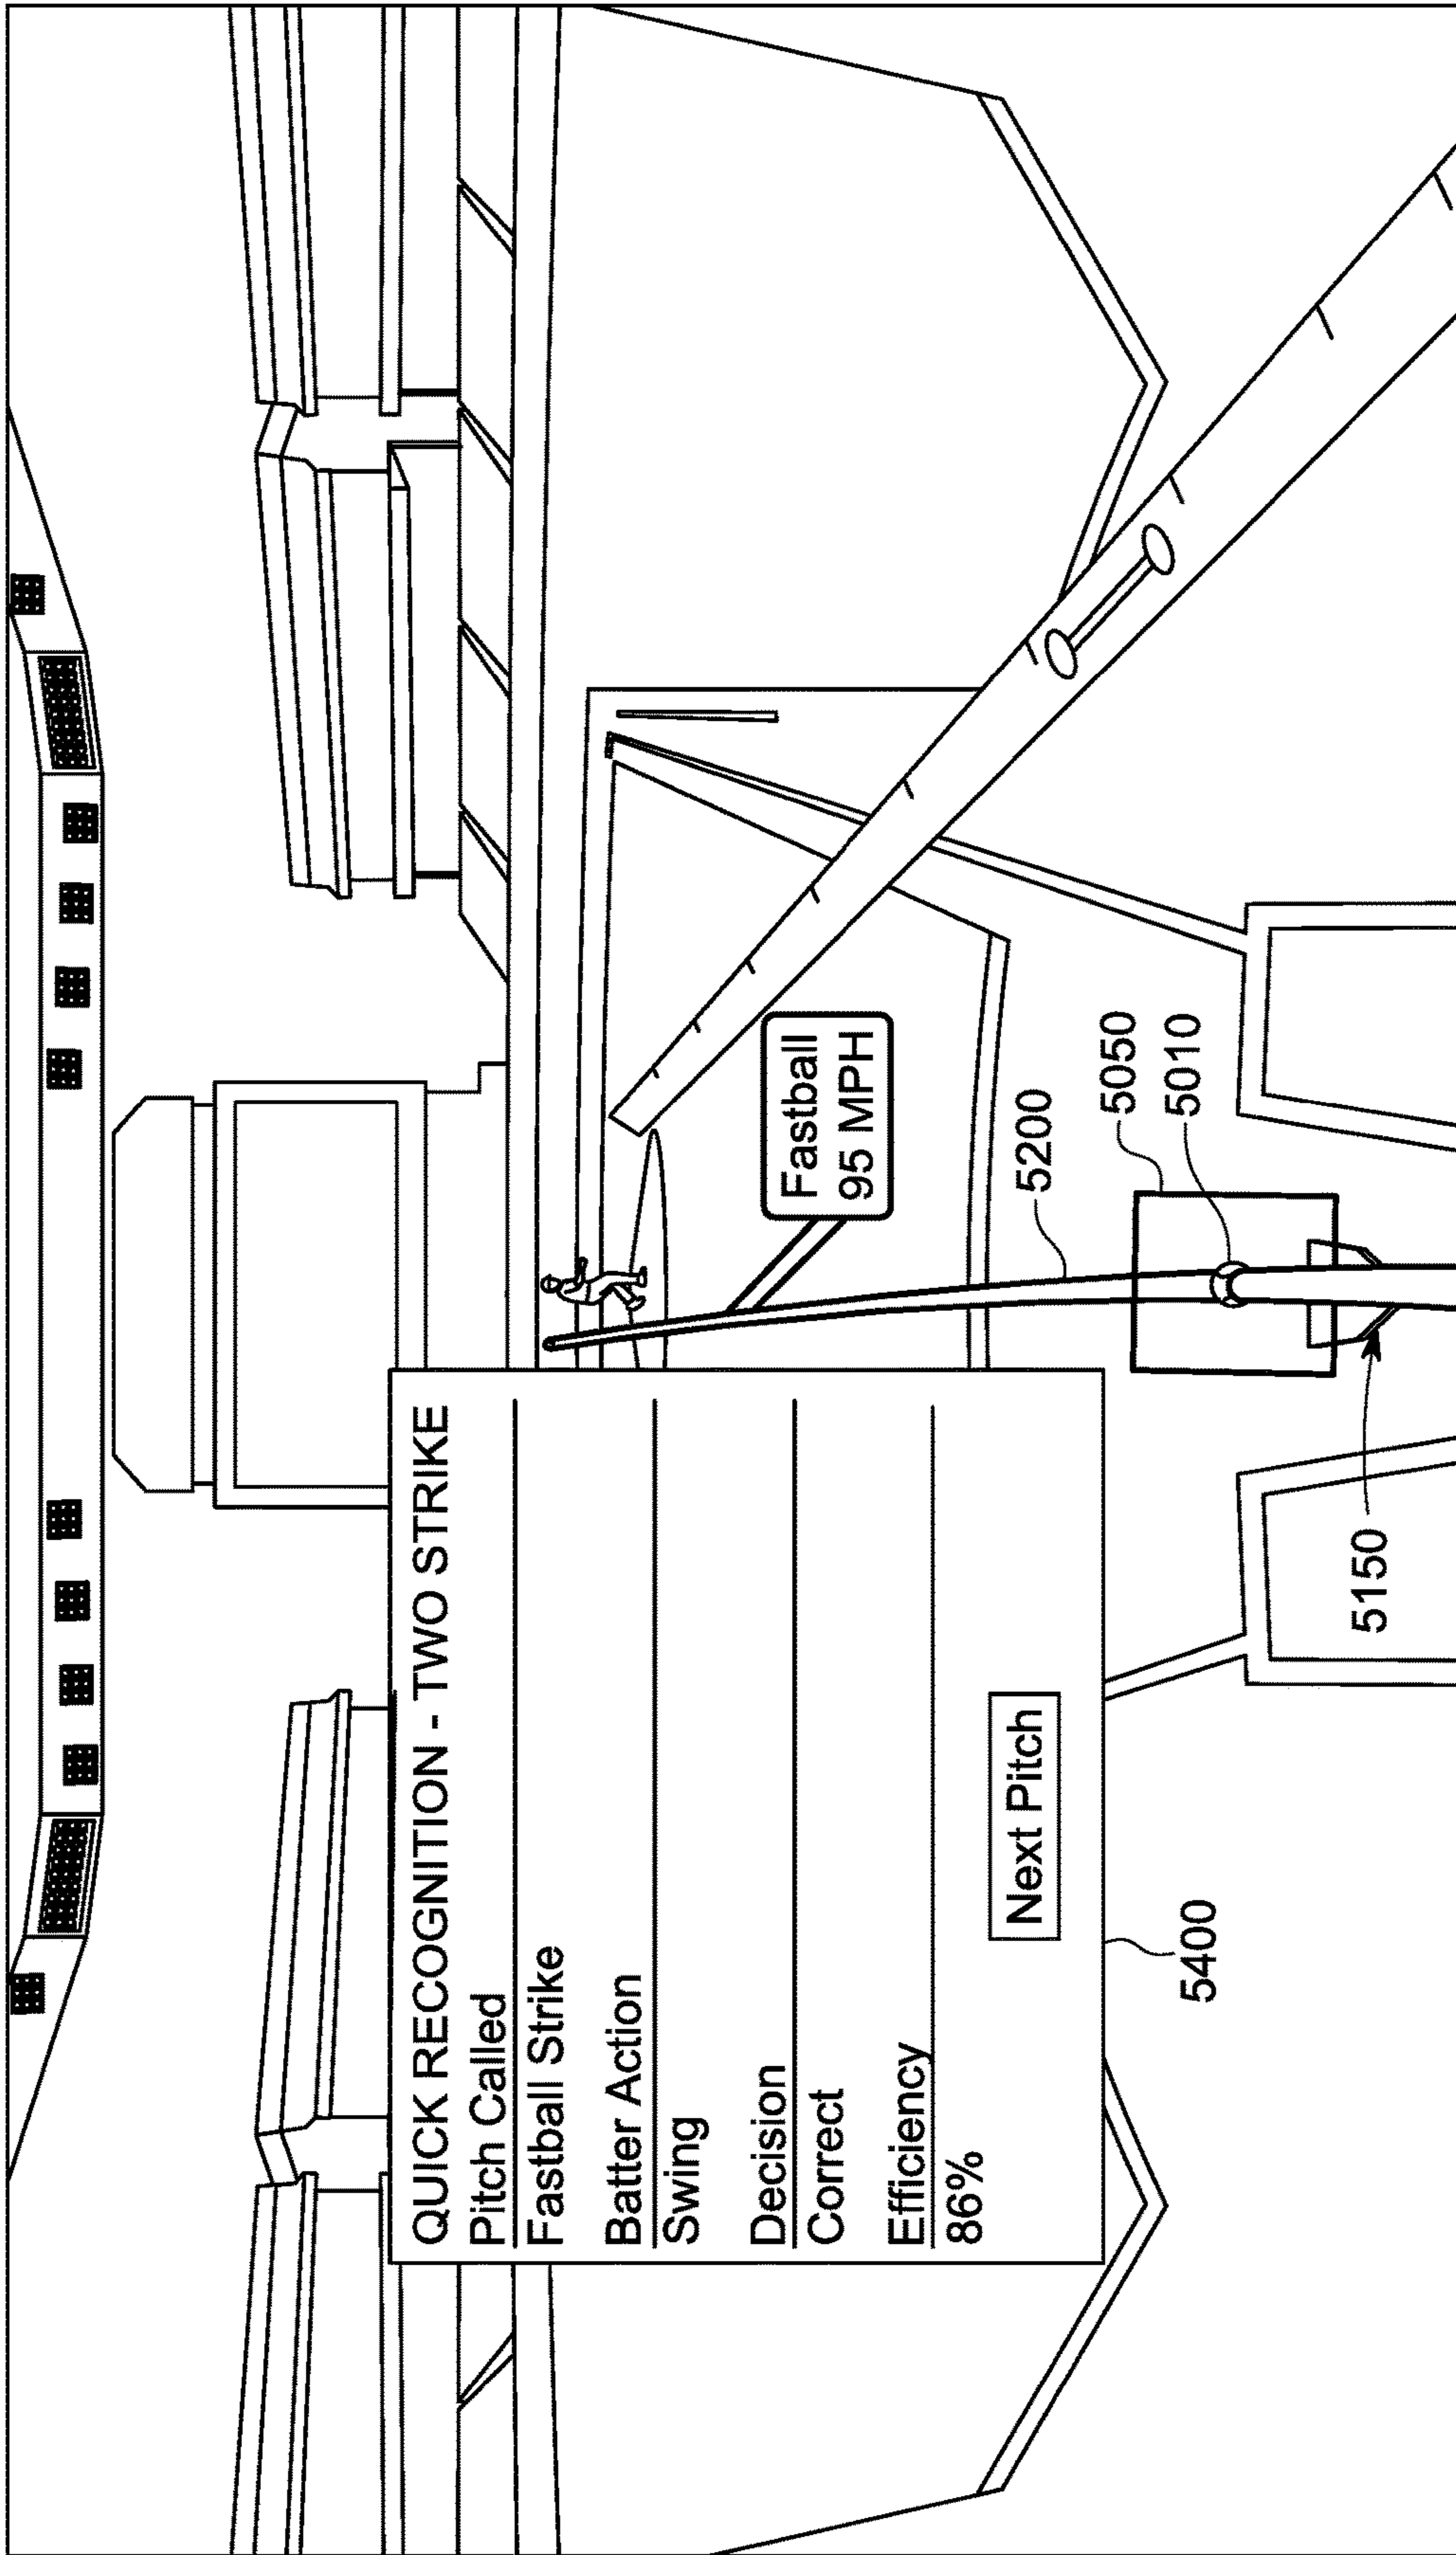 QUICK RECOGNITION - TWO STRIKE
Pitch Called
Fastball Strike
Batter Action
Swing
Decision
Correct
Efficiency
86%
Next Pitch
5400
Fastball
95 MPH
5200
5050
5010
5150